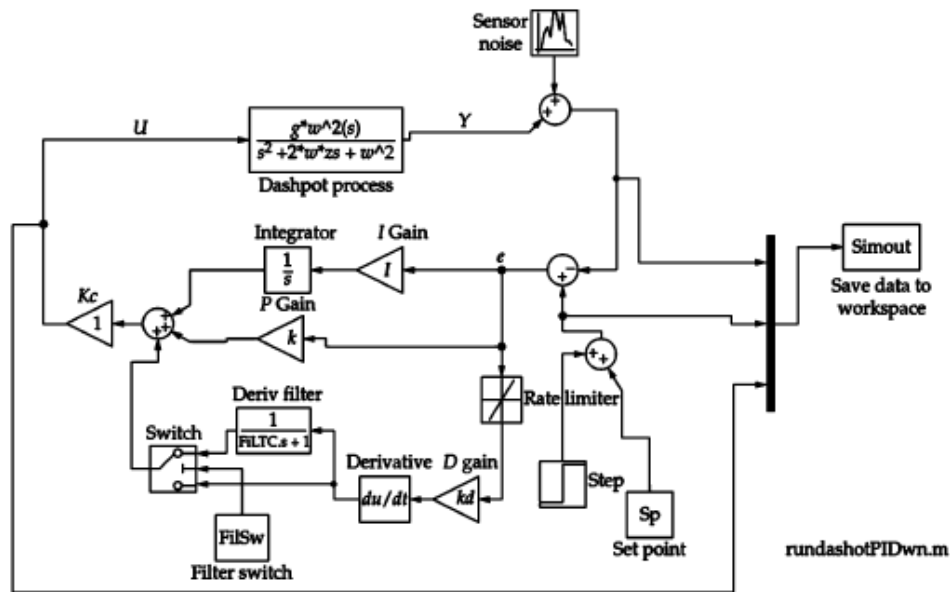 Sensor
noise
U
g*w^2(s)
s² +2*w*zs + w^2
Dashpot process
Y
Integrator
1
s
I Gain
I
e
Simout
Save data to
workspace
Kc
1
P Gain
k
Rate limiter
Deriv filter
1
FiLTC.s + 1
Switch
Derivative
du/dt
D gain
kd
Step
FilSw
Filter switch
Sp
Set point
rundashotPIDwn.m
+
+
−
+
+
+
+
+
+